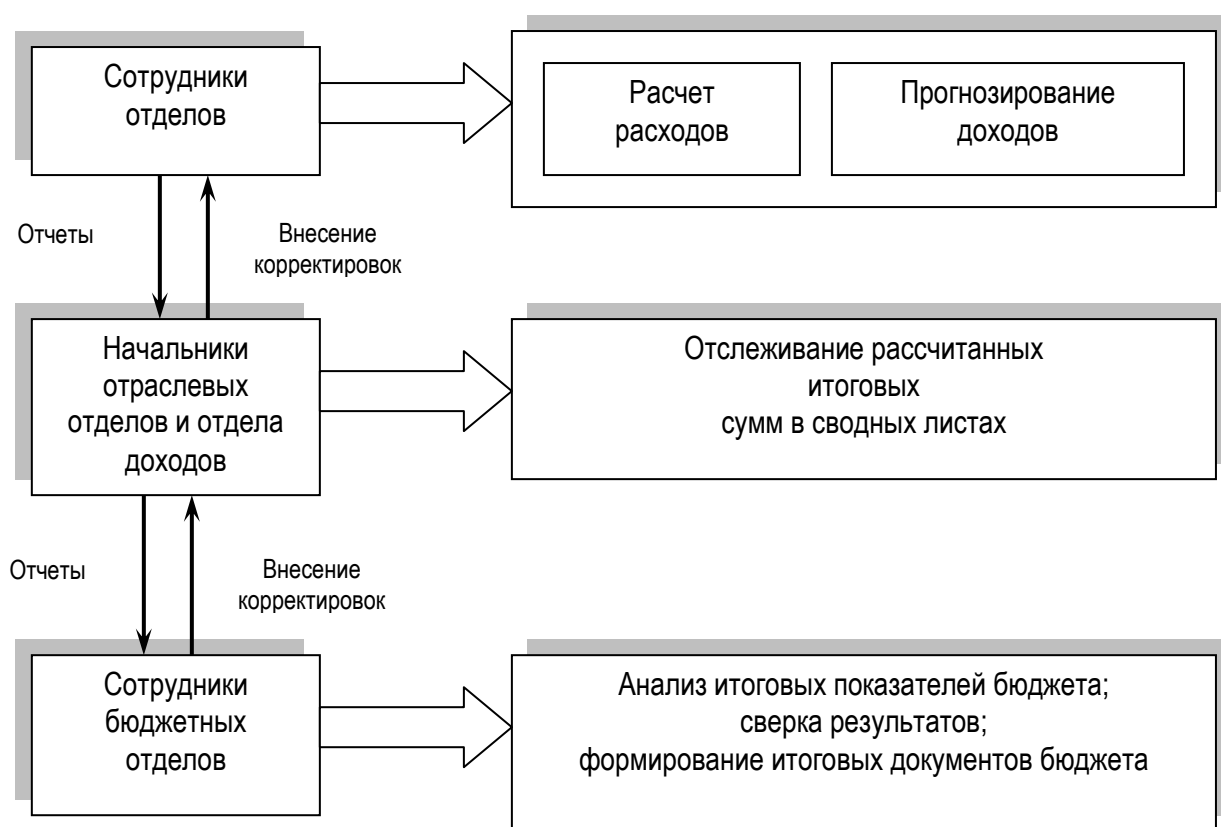 Сотрудники
отделов
Расчет
расходов
Прогнозирование
доходов
Отчеты
Внесение
корректировок
Начальники
отраслевых
отделов и отдела
доходов
Отслеживание рассчитанных
итоговых
сумм в сводных листах
Отчеты
Внесение
корректировок
Сотрудники
бюджетных
отделов
Анализ итоговых показателей бюджета;
сверка результатов;
формирование итоговых документов бюджета